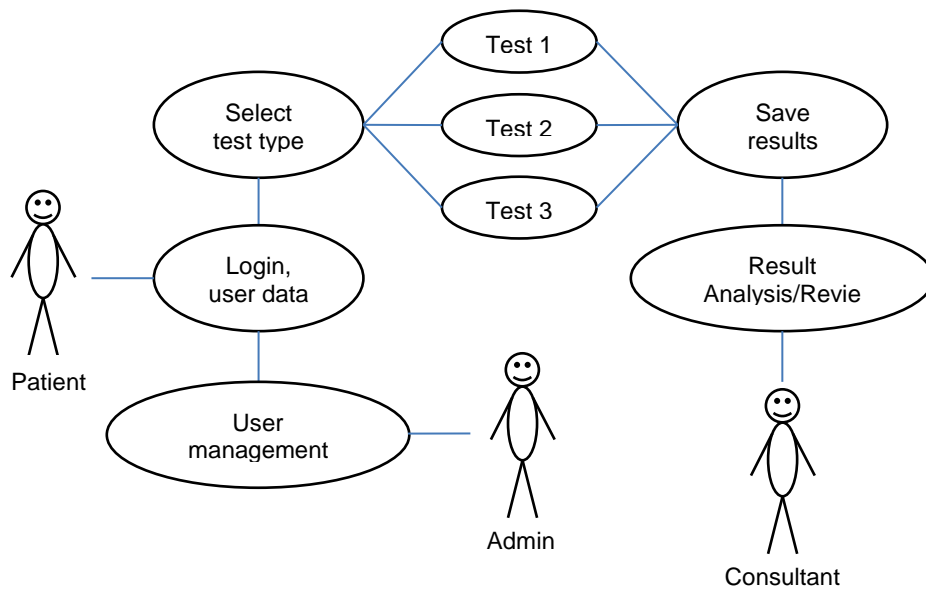 Test 1
Select
test type
Test 2
Save
results
Test 3
Login,
user data
Result
Analysis/Revie
Patient
User
management
Admin
Consultant